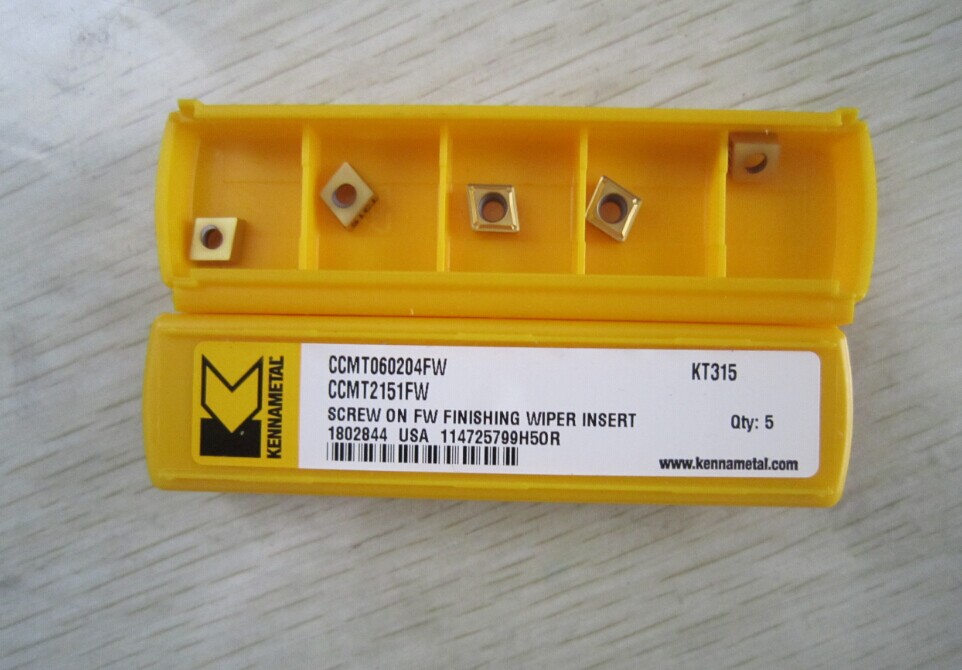 KENNAMETAL
CCMT060204FW
KT315
CCMT2151FW
SCREW ON FW FINISHING WIPER INSERT
Qty: 5
1802844 USA 114725799H50R
www.kennametal.com